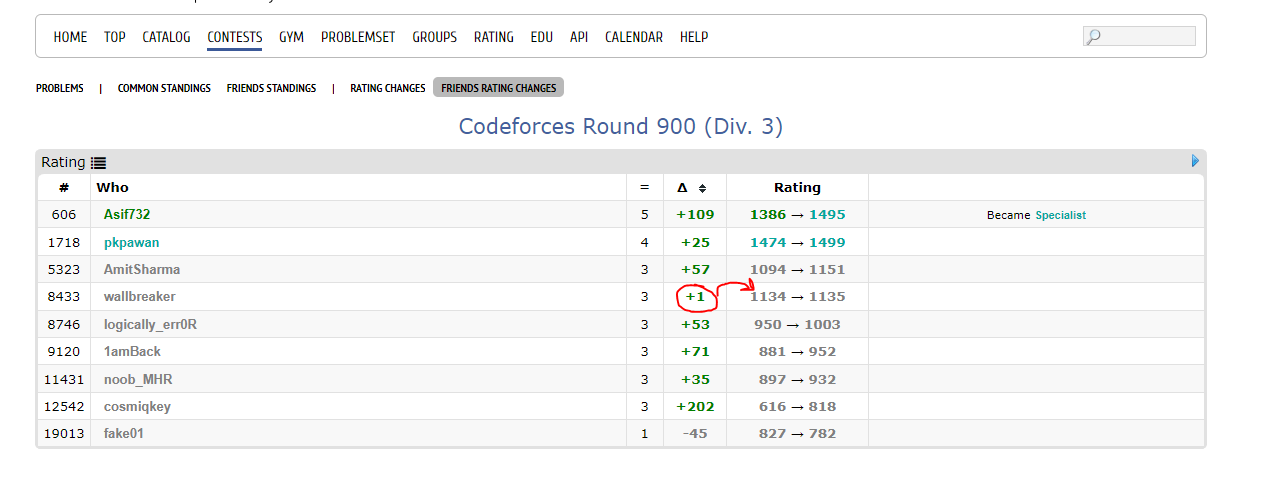 HOME TOP CATALOG CONTESTS GYM PROBLEMSET GROUPS RATING EDU API CALENDAR HELP
PROBLEMS | COMMON STANDINGS FRIENDS STANDINGS | RATING CHANGES FRIENDS RATING CHANGES
Codeforces Round 900 (Div. 3)
Rating
# Who = Δ Rating
606 Asif732 5 +109 1386 → 1495 Became Specialist
1718 pkpawan 4 +25 1474 → 1499
5323 AmitSharma 3 +57 1094 → 1151
8433 wallbreaker 3 +1 1134 → 1135
8746 logically_err0R 3 +53 950 → 1003
9120 1amBack 3 +71 881 → 952
11431 noob_MHR 3 +35 897 → 932
12542 cosmiqkey 3 +202 616 → 818
19013 fake01 1 -45 827 → 782